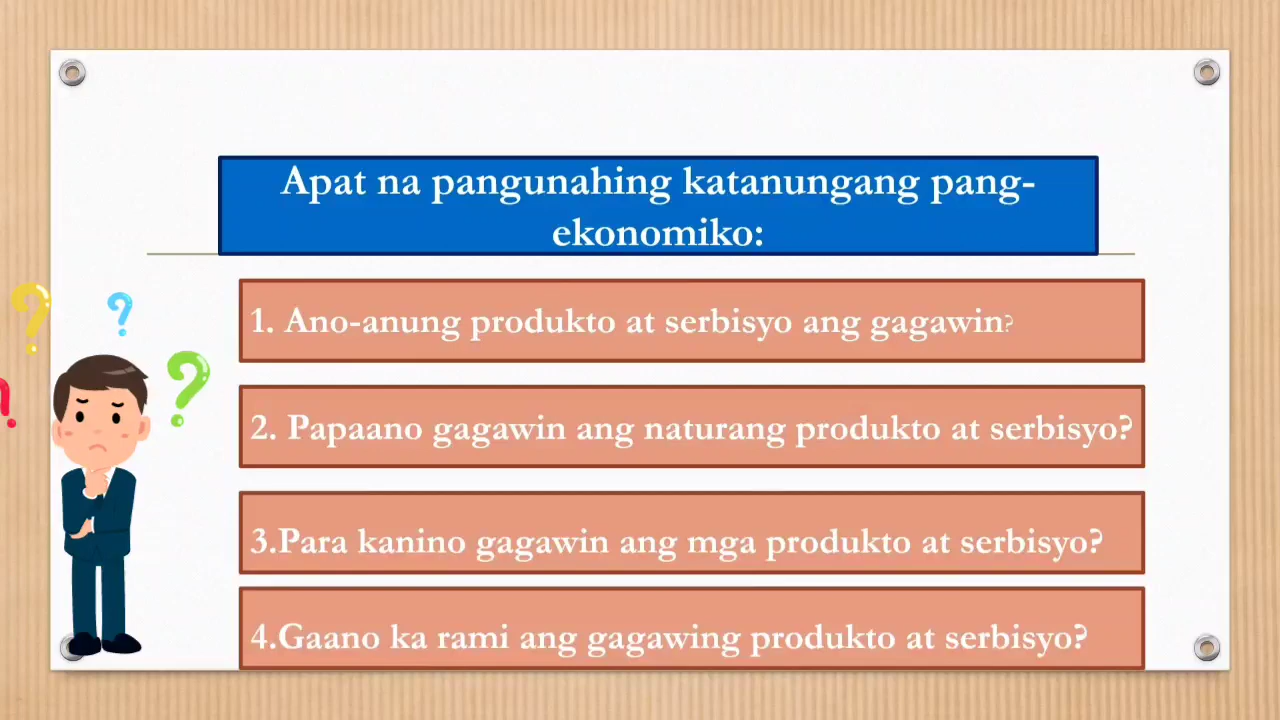 Apat na pangunahing katanungang pang-
ekonomiko:
1. Ano-anung produkto at serbisyo ang gagawin?
2. Papaano gagawin ang naturang produkto at serbisyo?
3.Para kanino gagawin ang mga produkto at serbisyo?
4.Gaano ka rami ang gagawing produkto at serbisyo?